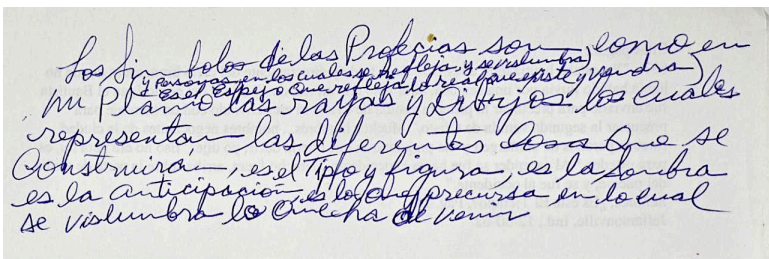 Los Simbolos de las Profecias son como en
(y Personas en los cuales se refleja, y se vislumbra)
(Es el Espejo que refleja lo real que existe y vendra)
un Plano las rayas y Dibujos los cuales
representan las diferentes cosa que se
Construirán, es el Tipo y figura, es la Sombra
es la anticipación, es lo que precursa en lo cual
se vislumbra lo que ha de venir